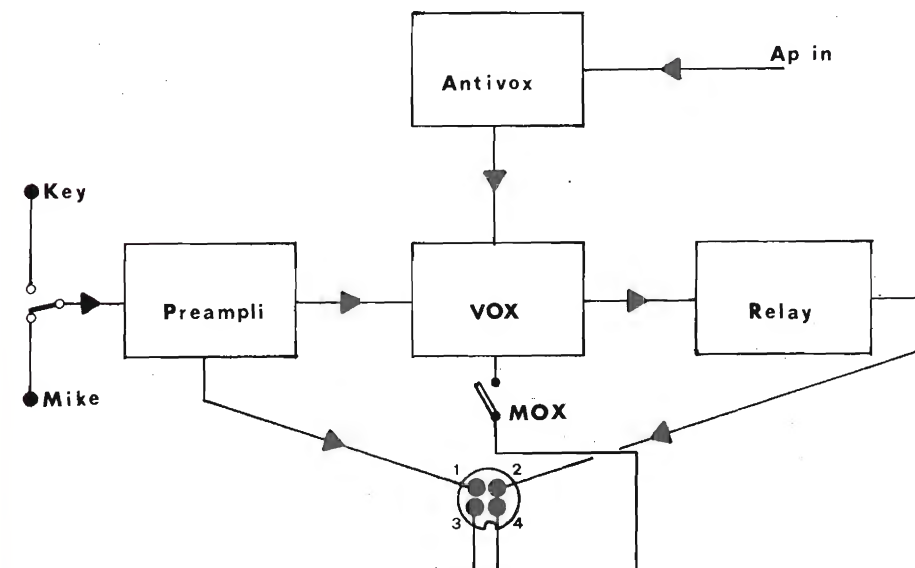 Ap in
Antivox
Key
Preampli
VOX
Relay
Mike
MOX
1 2
3 4